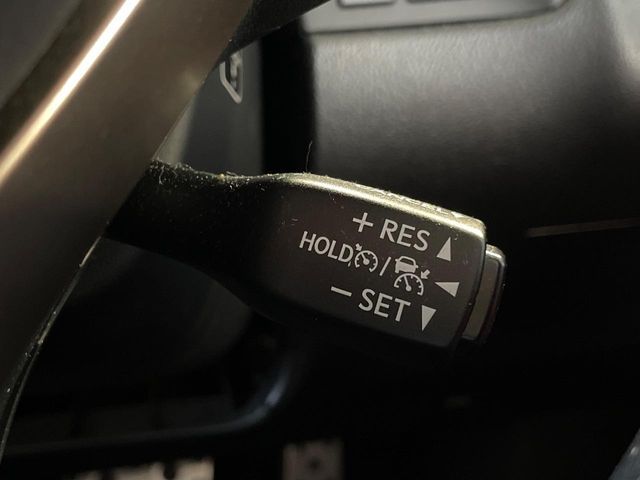 + RES ▲
HOLD / ◀
− SET ▼